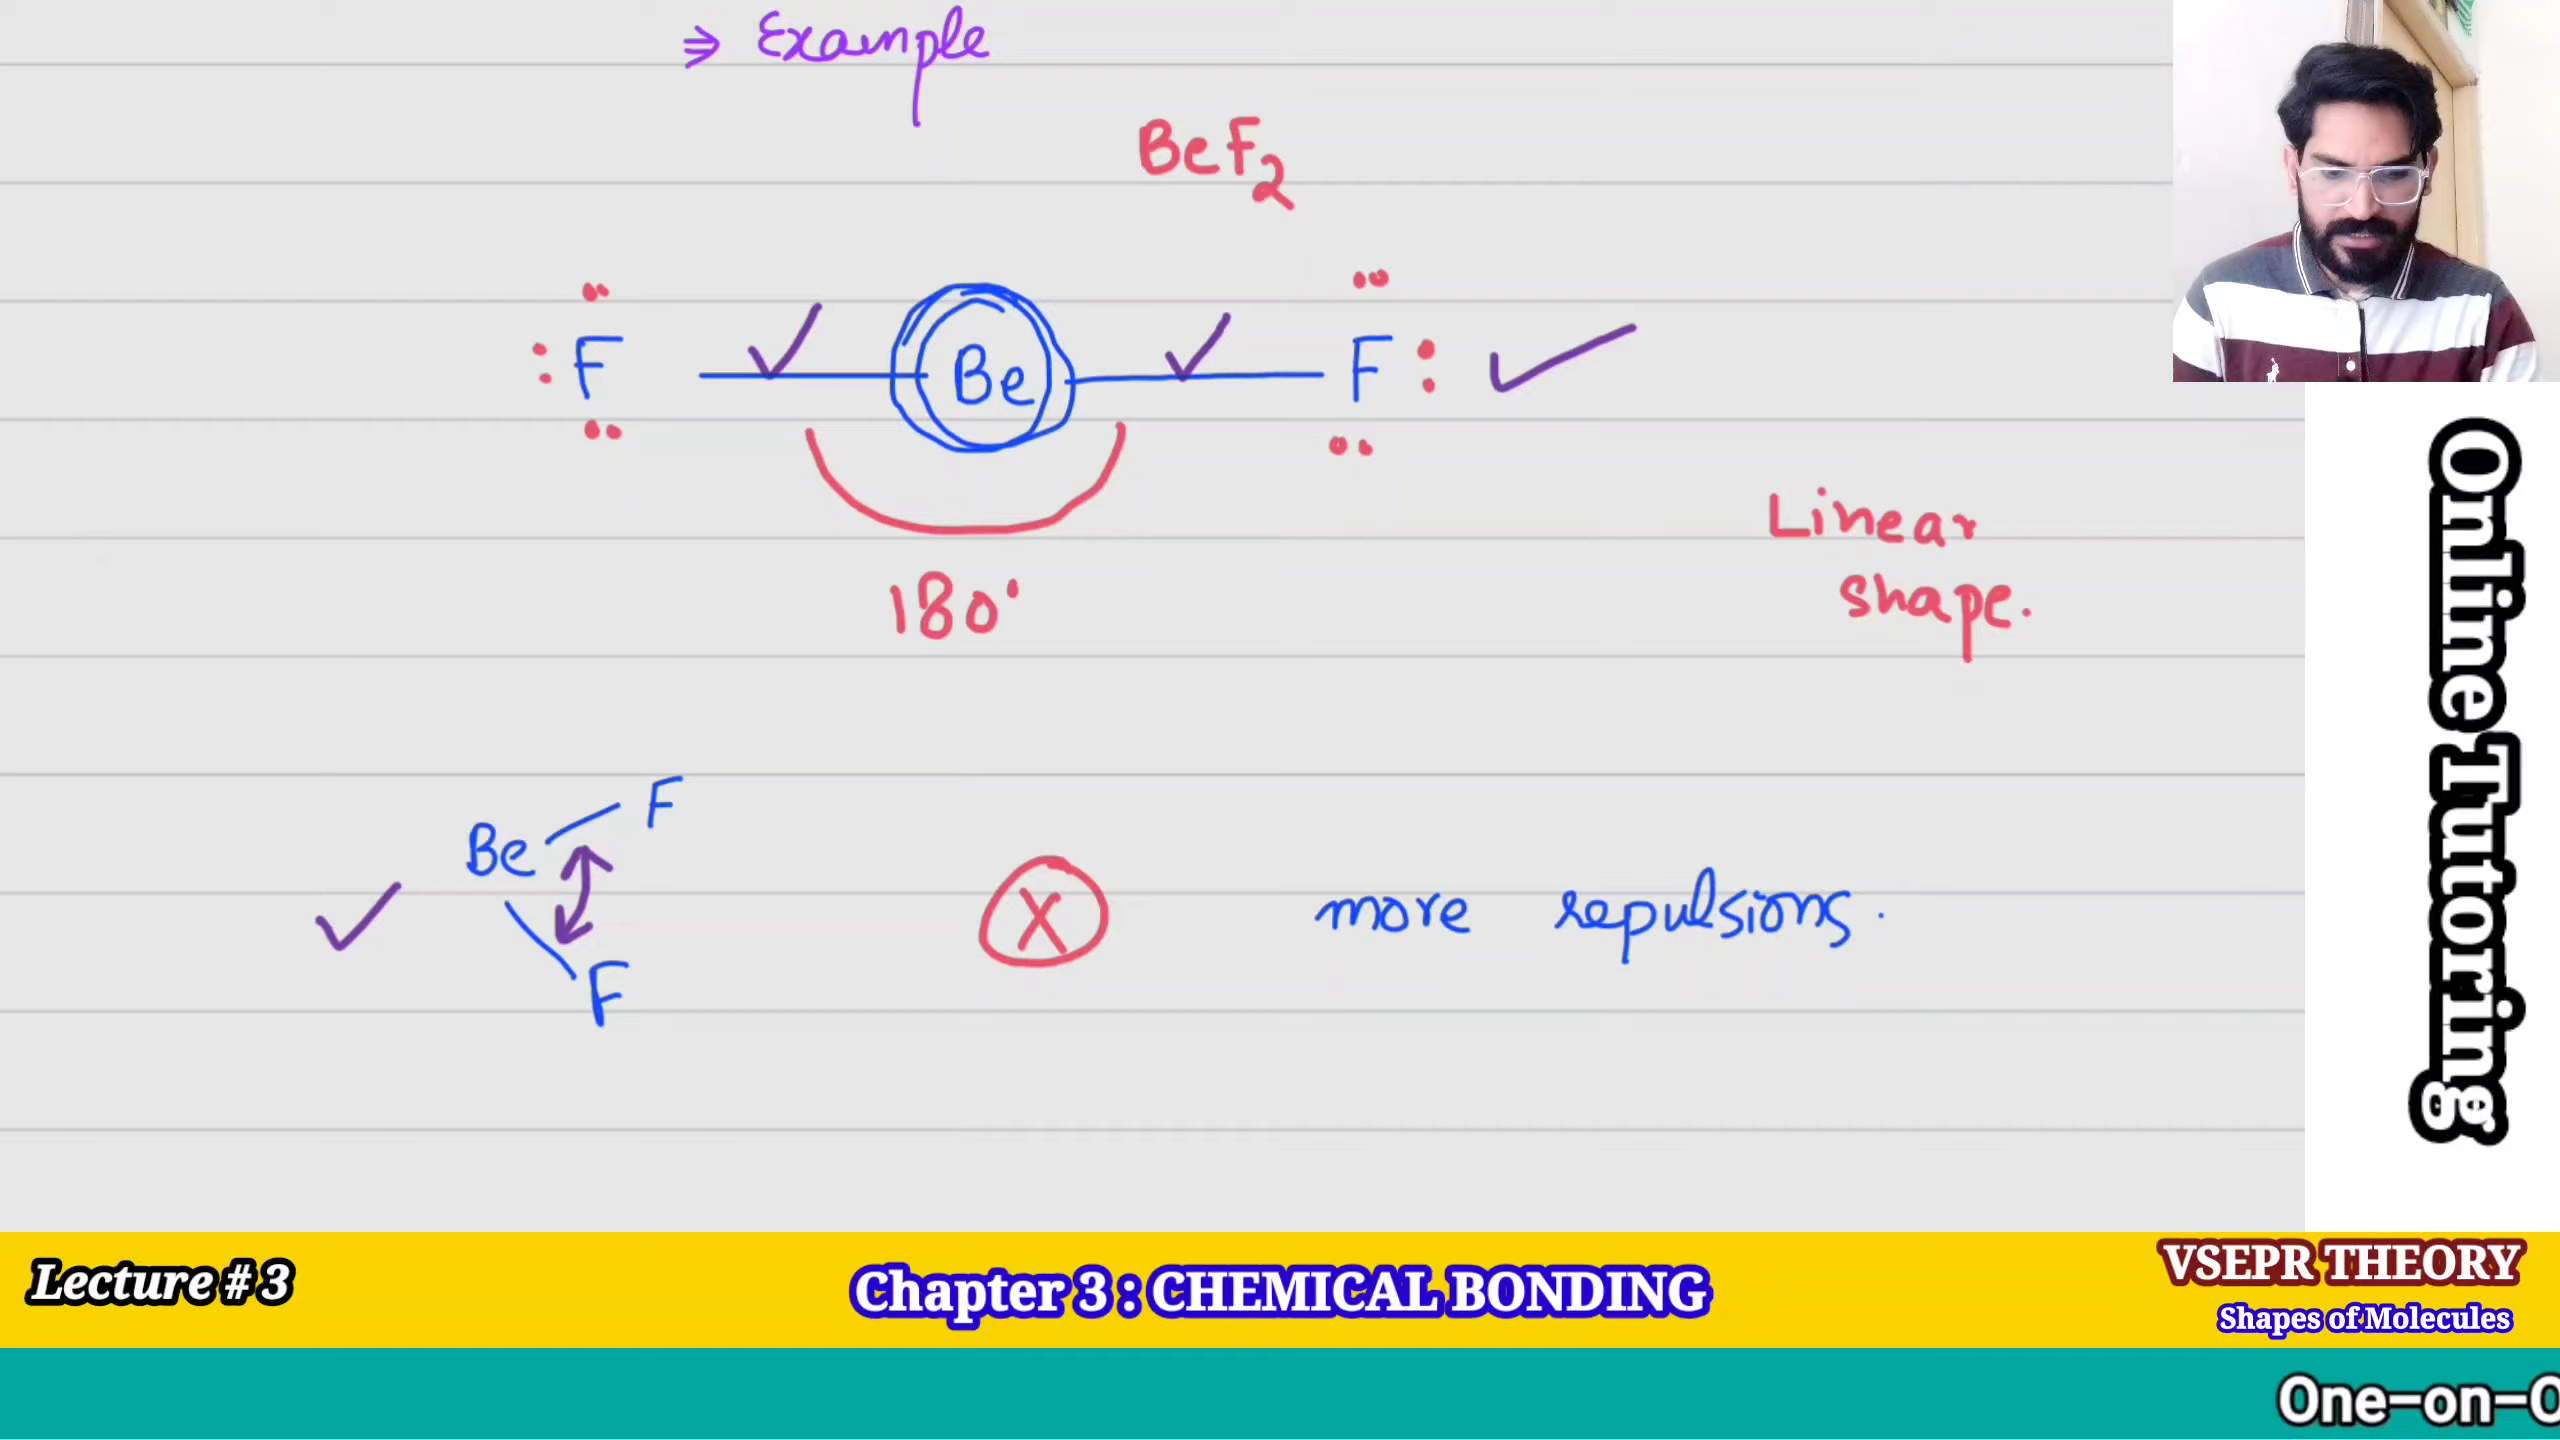 ⇒ Example
BeF₂
F — Be — F
180°
Linear
shape.
Be
F
F
X
more repulsions.
Online Tutoring
Lecture # 3
Chapter 3 : CHEMICAL BONDING
VSEPR THEORY
Shapes of Molecules
One-on-O